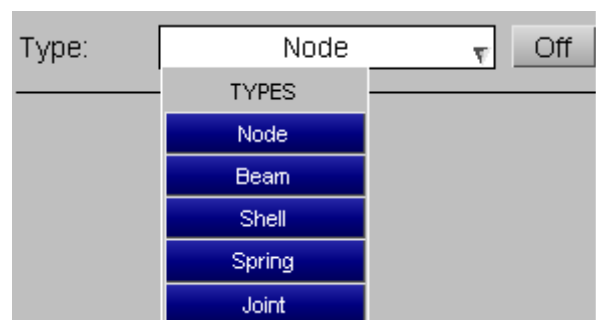 Type: Node Off
TYPES
Node
Beam
Shell
Spring
Joint